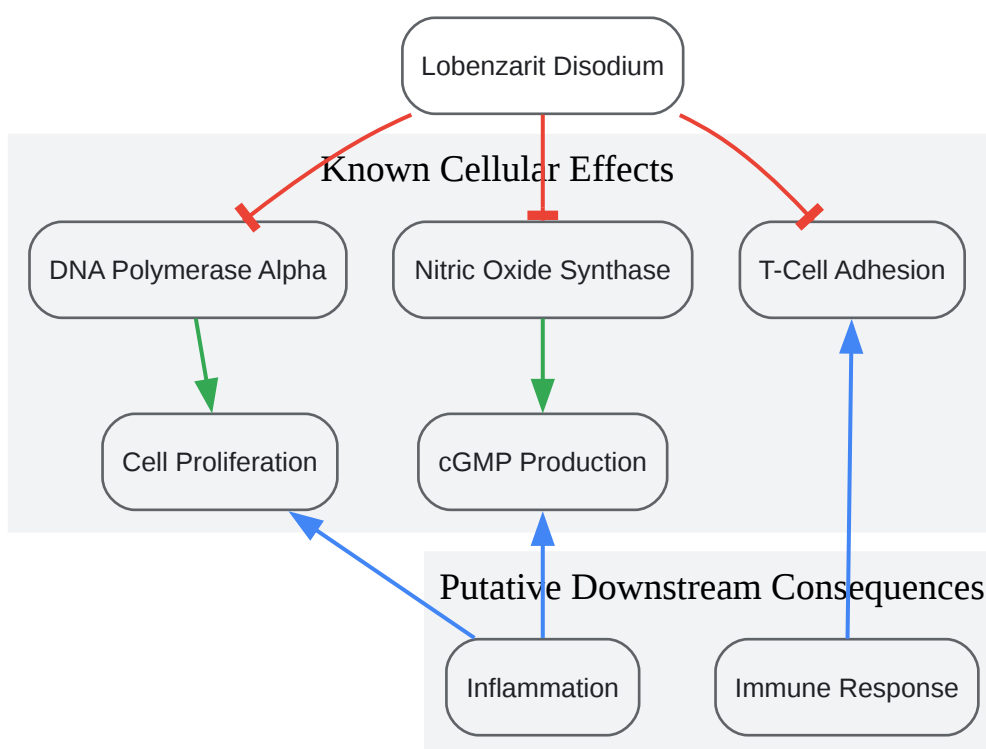 Lobenzarit Disodium
Known Cellular Effects
DNA Polymerase Alpha
Nitric Oxide Synthase
T-Cell Adhesion
Cell Proliferation
cGMP Production
Putative Downstream Consequences
Inflammation
Immune Response